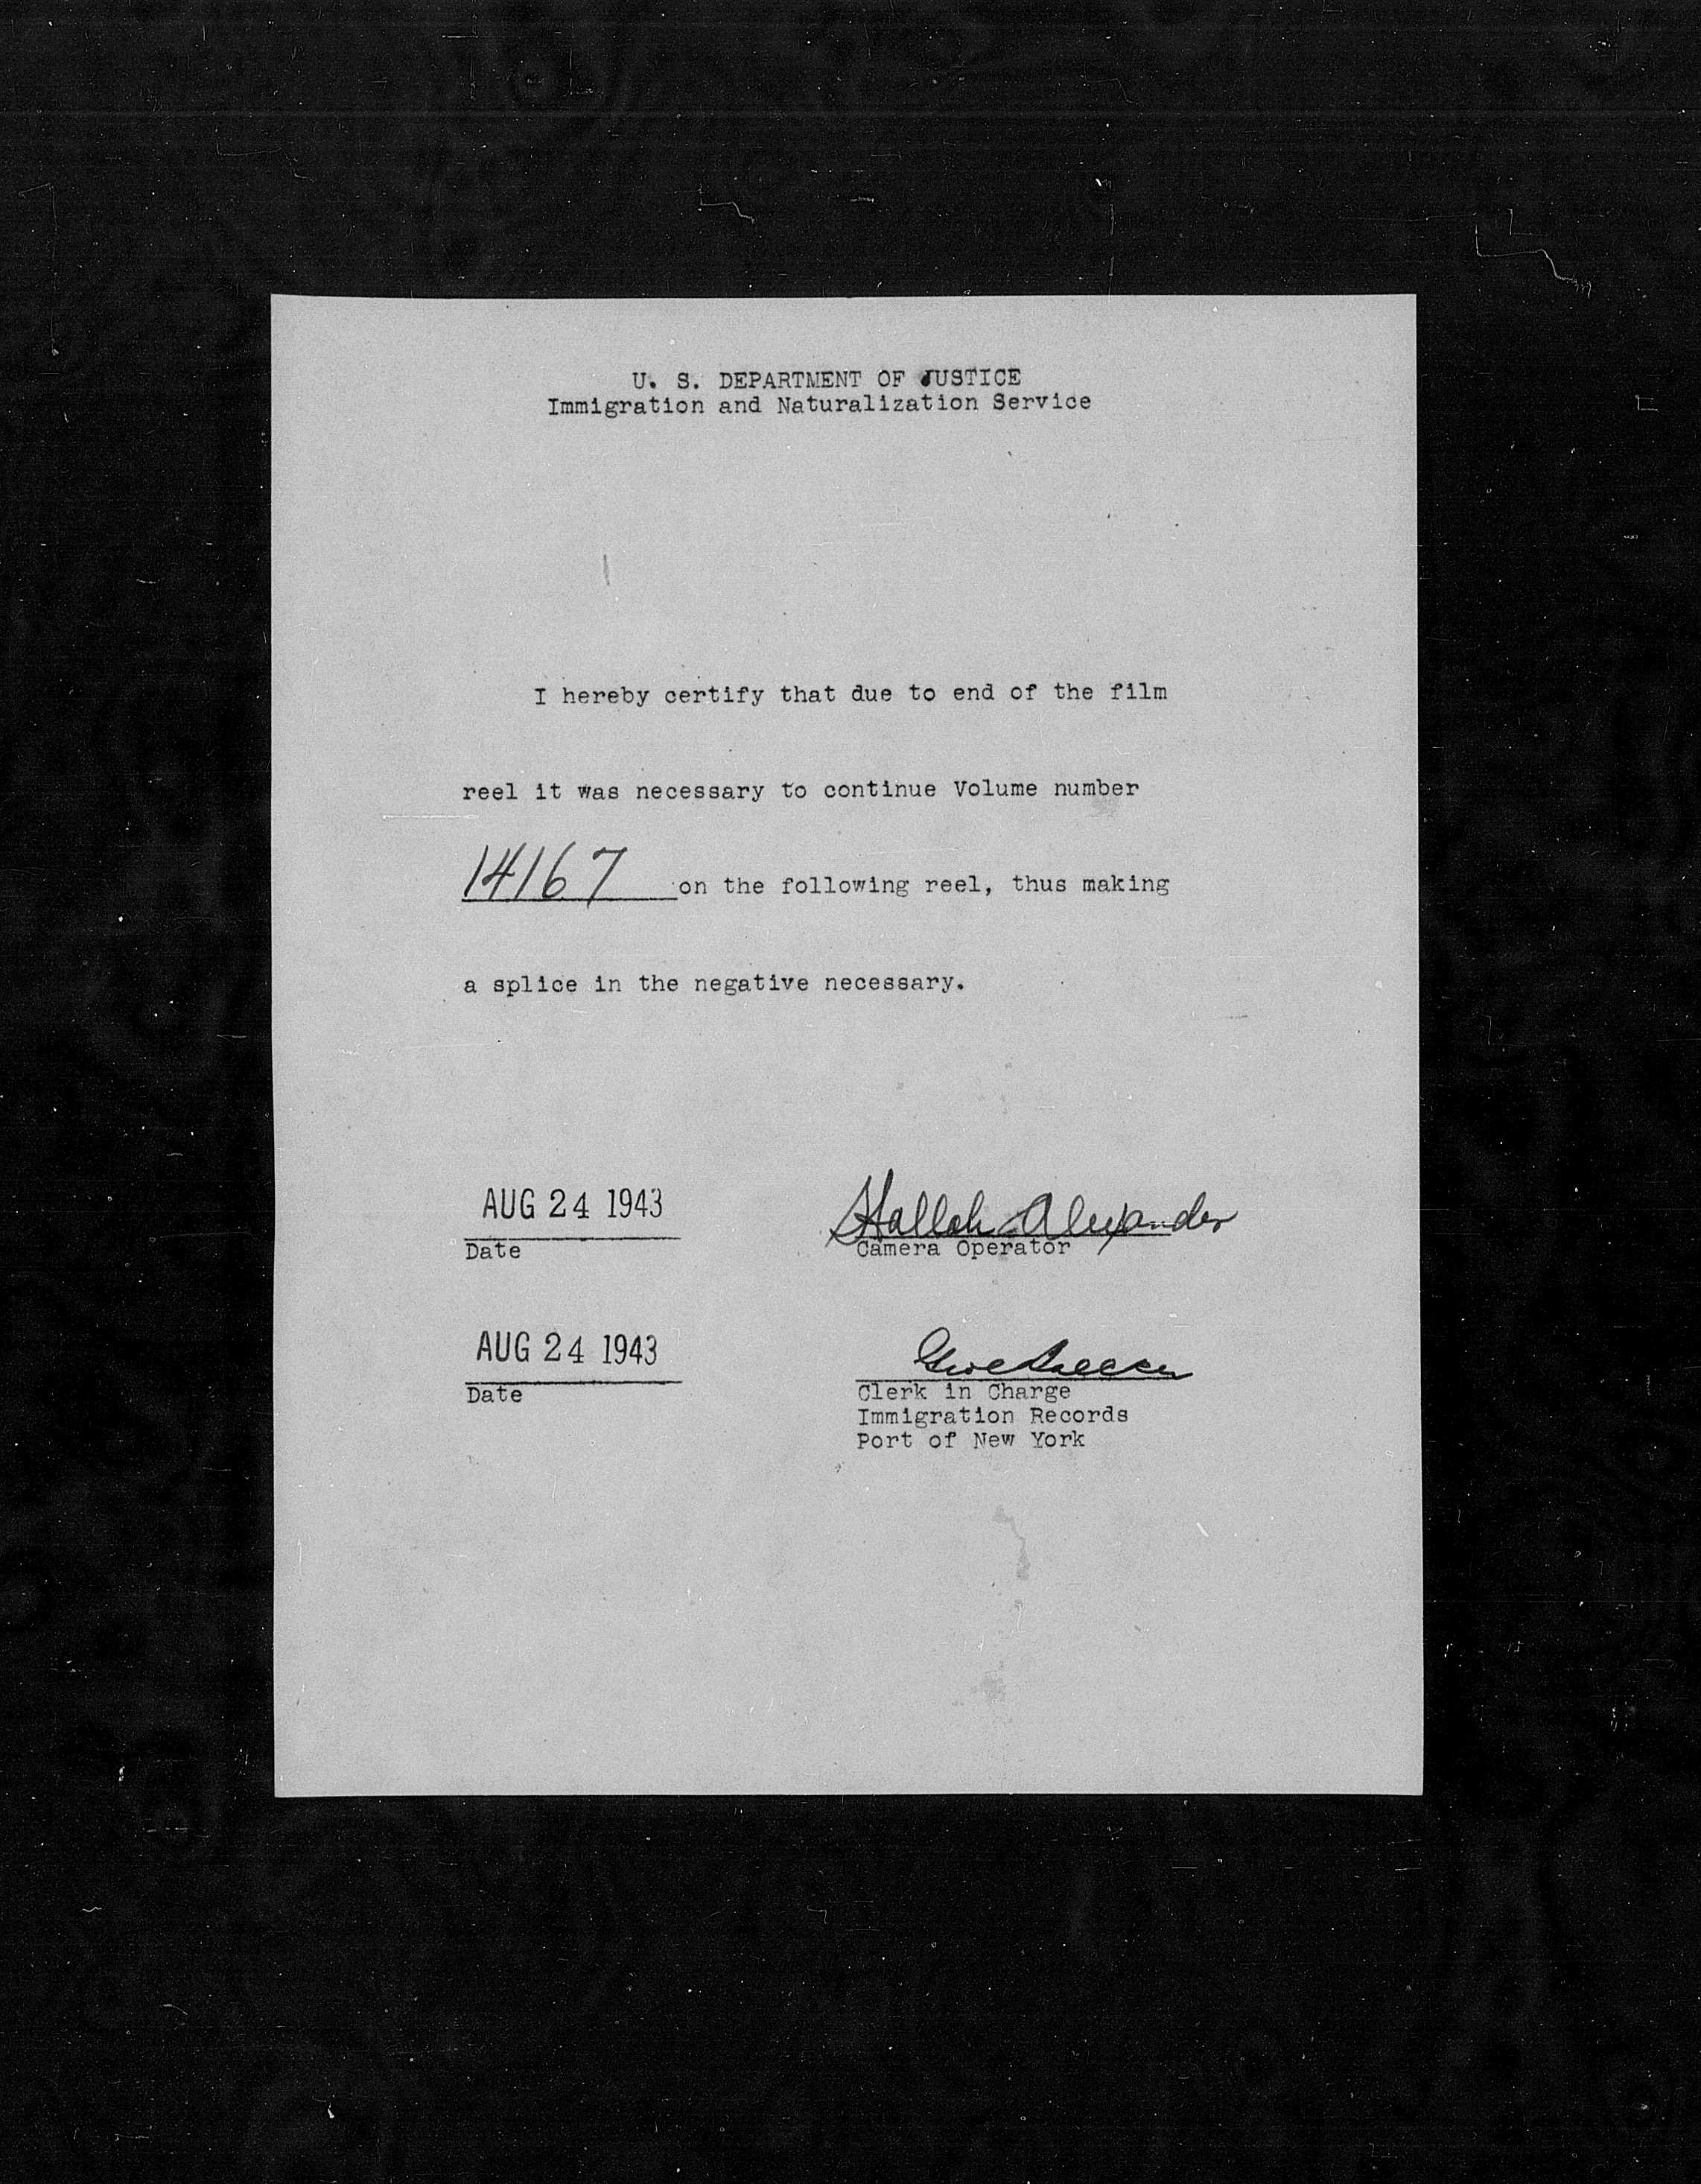 U. S. DEPARTMENT OF JUSTICE
Immigration and Naturalization Service
I hereby certify that due to end of the film
reel it was necessary to continue Volume number
14167 on the following reel, thus making
a splice in the negative necessary.
AUG 24 1943
Alexander
Date
Camera Operator
AUG 24 1943
Date
Clerk in Charge
Immigration Records
Port of New York